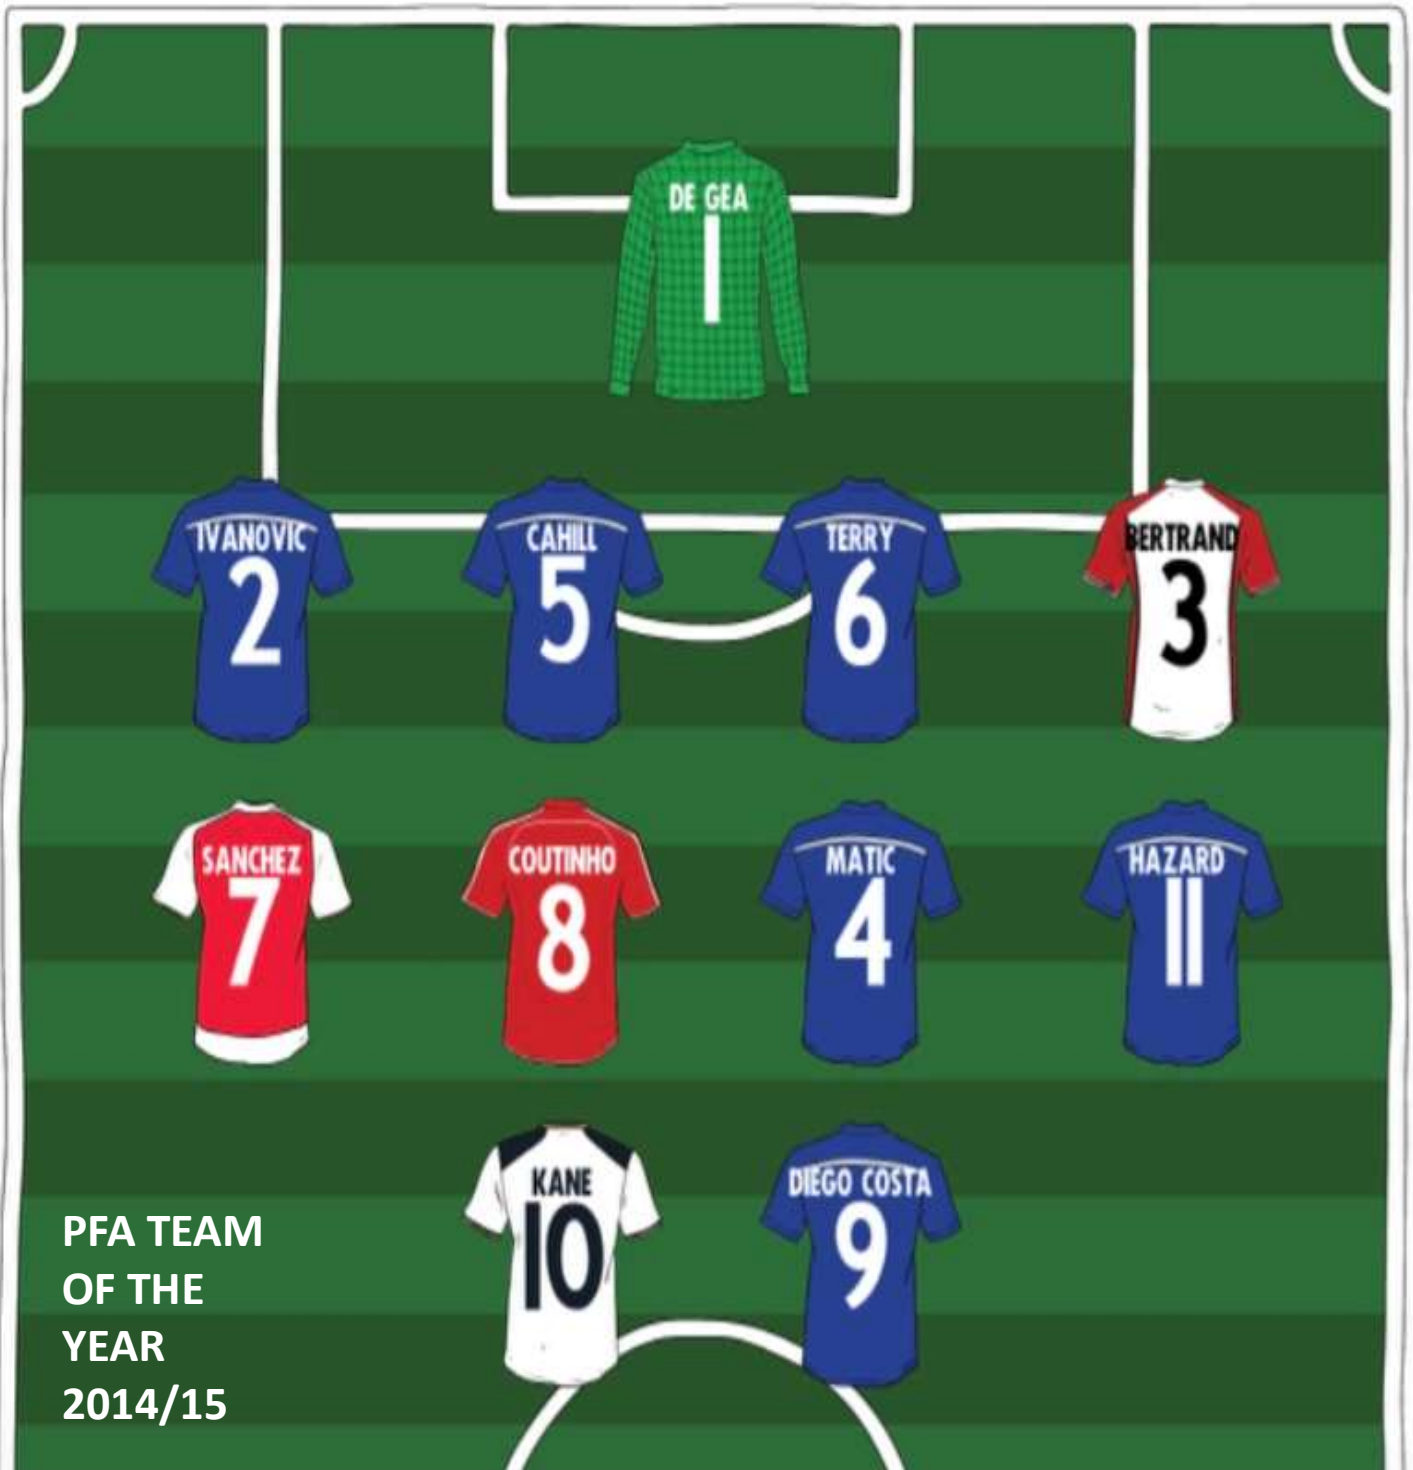 DE GEA
1
IVANOVIC
2
CAHILL
5
TERRY
6
BERTRAND
3
SANCHEZ
7
COUTINHO
8
MATIC
4
HAZARD
11
KANE
10
DIEGO COSTA
9
PFA TEAM
OF THE
YEAR
2014/15